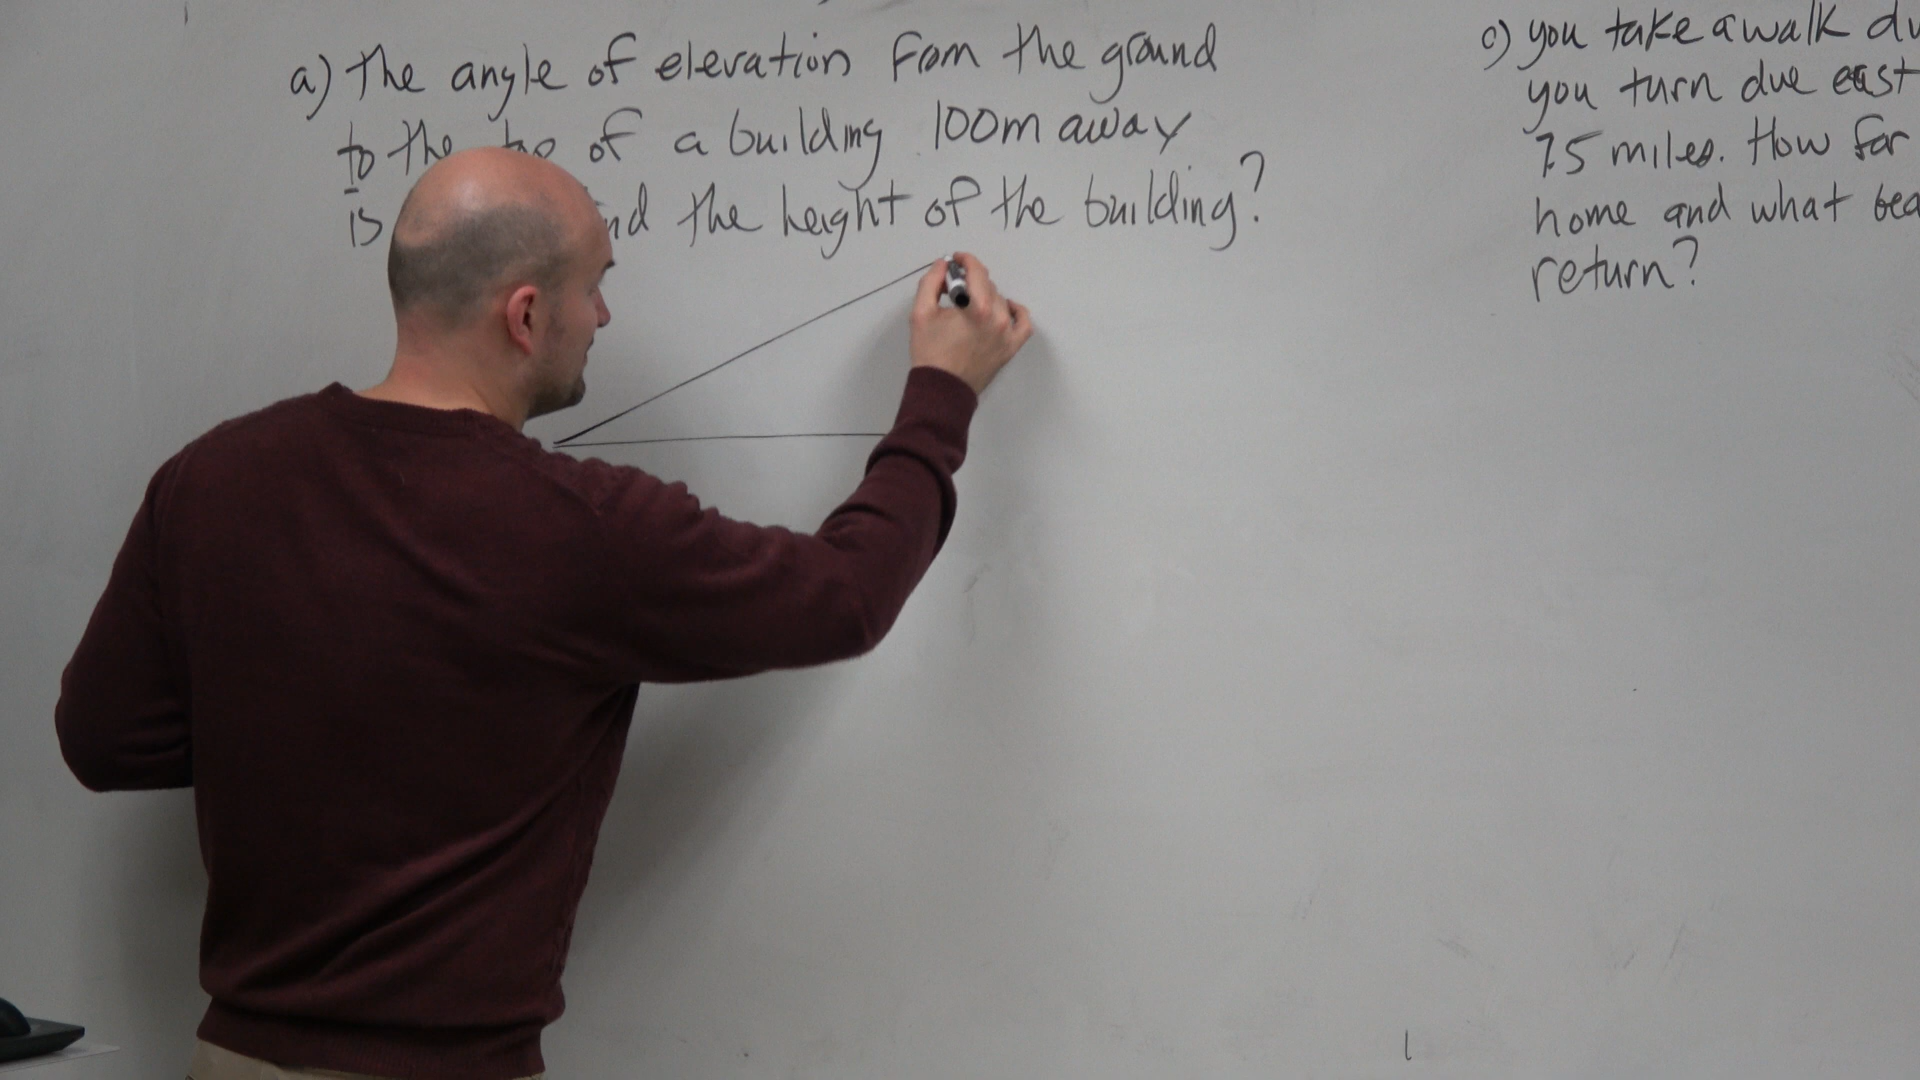 a) The angle of elevation from the ground
to the of a building 100m away
is the height of the building?
c) you take a walk
you turn due east
7.5 miles. How far
home and what
return?